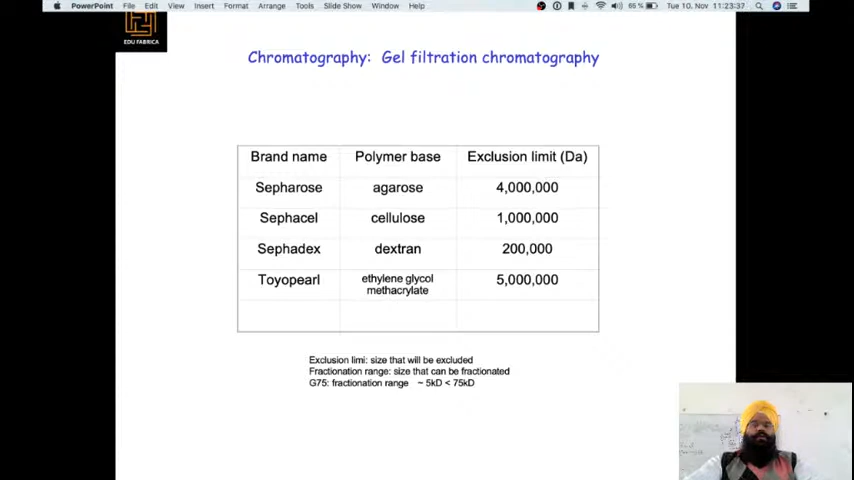 PowerPoint File Edit View Insert Format Arrange Tools Slide Show Window Help 65 % Tue 10. Nov 11:23:37
EDU FABRICA
Chromatography: Gel filtration chromatography
Brand name Polymer base Exclusion limit (Da)
Sepharose agarose 4,000,000
Sephacel cellulose 1,000,000
Sephadex dextran 200,000
Toyopearl ethylene glycol 5,000,000
methacrylate
Exclusion limi: size that will be excluded
Fractionation range: size that can be fractionated
G75: fractionation range ~ 5kD < 75kD